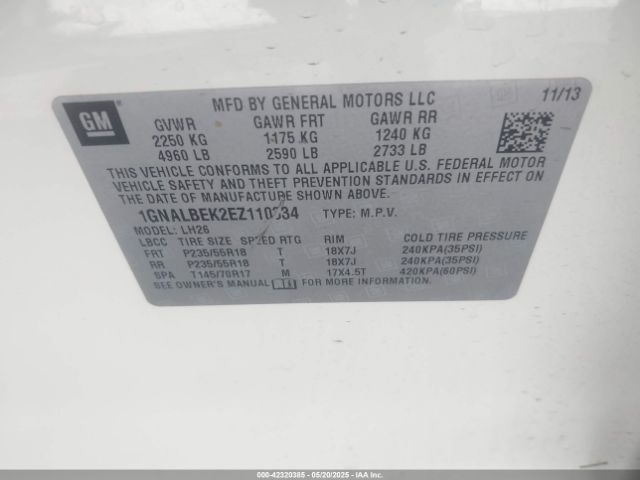 GM
MFD BY GENERAL MOTORS LLC 11/13
GVWR GAWR FRT GAWR RR
2250 KG 1175 KG 1240 KG
4960 LB 2590 LB 2733 LB
THIS VEHICLE CONFORMS TO ALL APPLICABLE U.S. FEDERAL MOTOR
VEHICLE SAFETY AND THEFT PREVENTION STANDARDS IN EFFECT ON
THE DATE OF MANUFACTURE SHOWN ABOVE.
TYPE: M.P.V.
MODEL: LH26
LBCC TIRE SIZE SPEED RTG RIM COLD TIRE PRESSURE
FRT P235/55R18 T 18X7J 240KPA(35PSI)
RR P235/55R18 T 18X7J 240KPA(35PSI)
SPA T145/70R17 M 17X4.5T 420KPA(60PSI)
SEE OWNER'S MANUAL FOR MORE INFORMATION.
000-42320385 - 05/20/2025 - COPYRIGHT IAA, LLC.